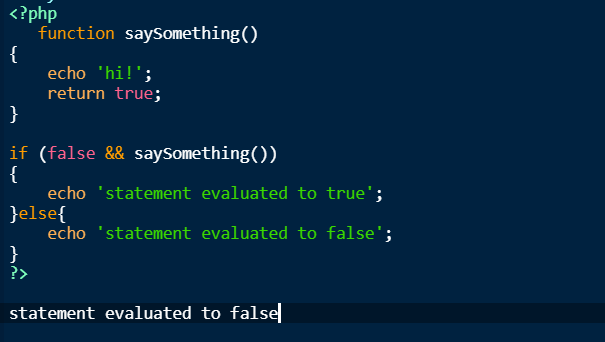 <?php
   function saySomething()
{
    echo 'hi!';
    return true;
}

if (false && saySomething())
{
    echo 'statement evaluated to true';
}else{
    echo 'statement evaluated to false';
}
?>

statement evaluated to false